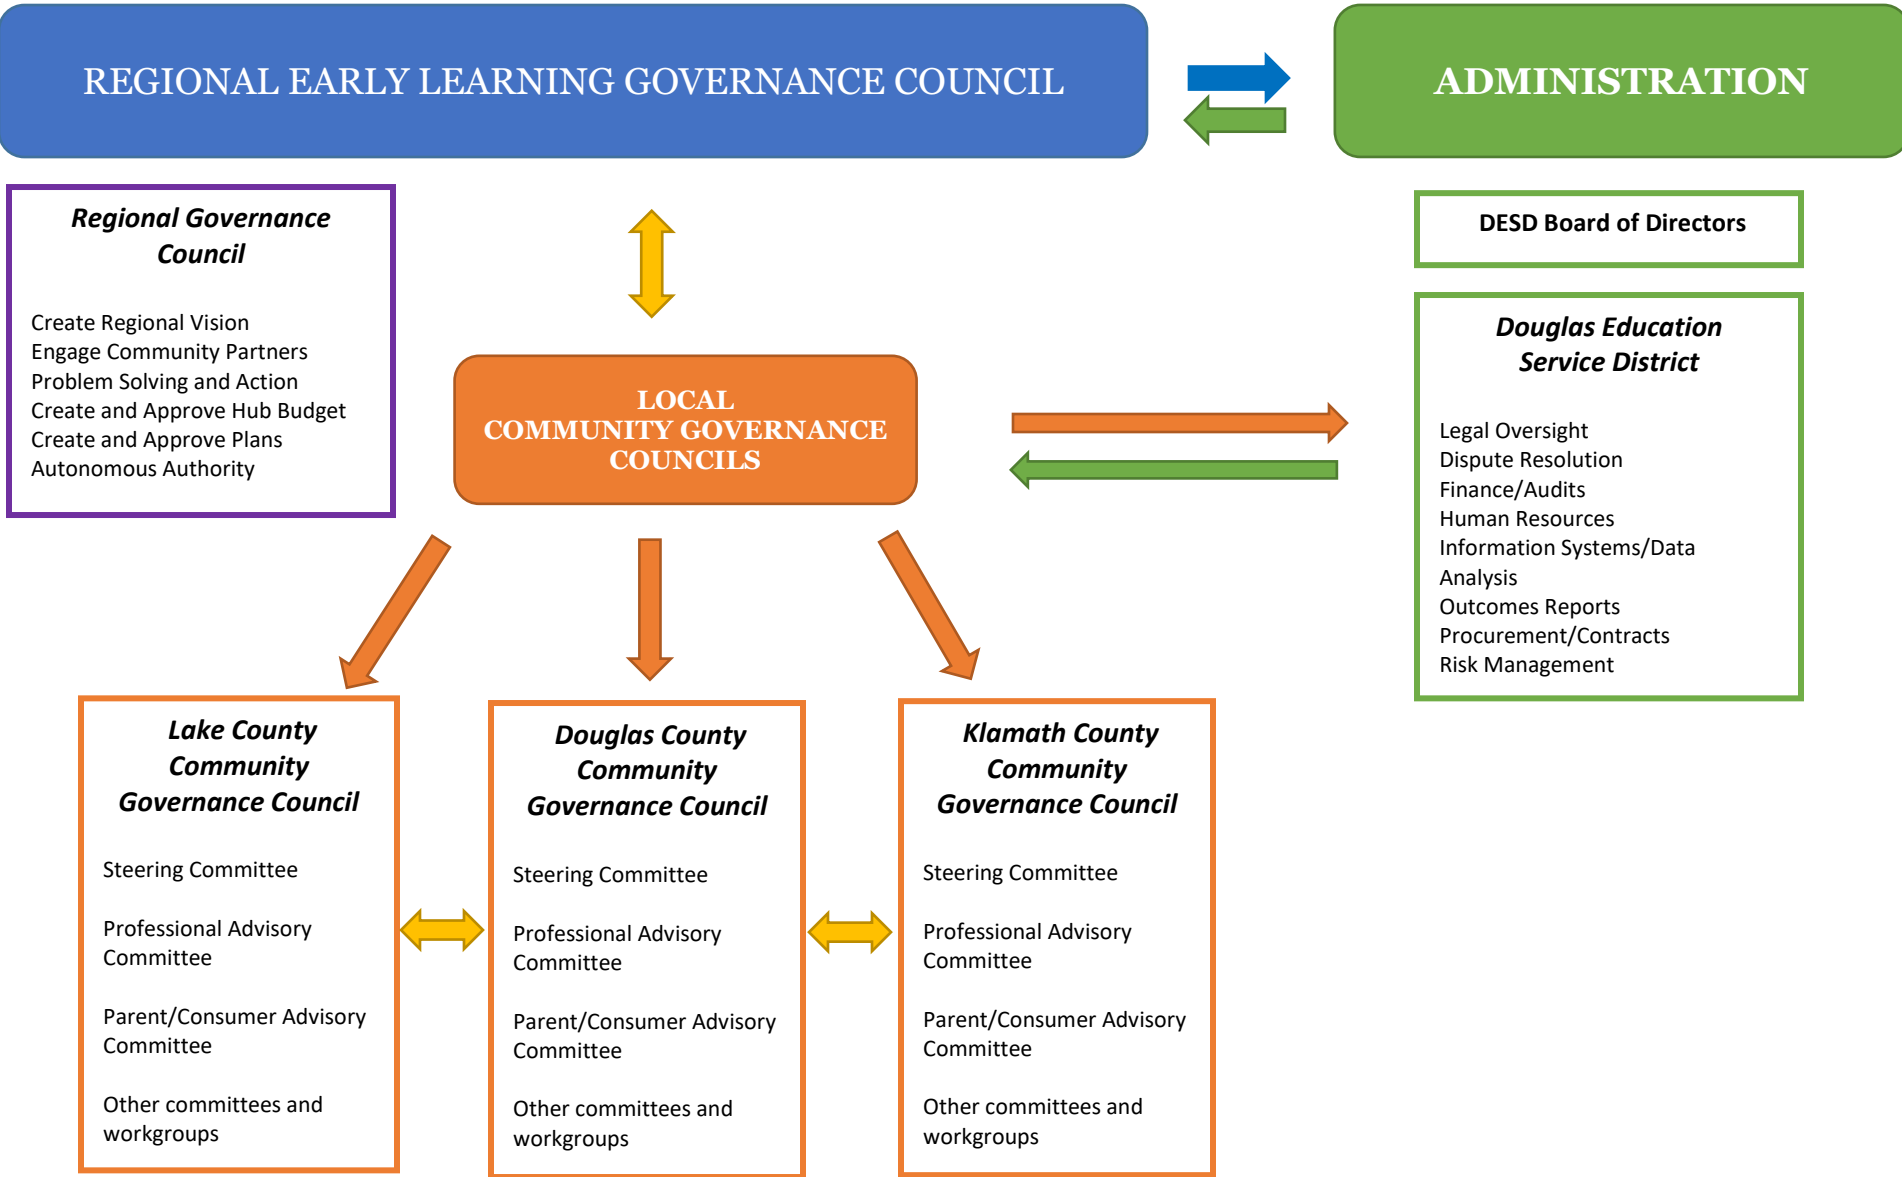 REGIONAL EARLY LEARNING GOVERNANCE COUNCIL
ADMINISTRATION
Regional Governance
Council
Create Regional Vision
Engage Community Partners
Problem Solving and Action
Create and Approve Hub Budget
Create and Approve Plans
Autonomous Authority
DESD Board of Directors
Douglas Education
Service District
Legal Oversight
Dispute Resolution
Finance/Audits
Human Resources
Information Systems/Data
Analysis
Outcomes Reports
Procurement/Contracts
Risk Management
LOCAL
COMMUNITY GOVERNANCE
COUNCILS
Lake County
Community
Governance Council
Steering Committee
Professional Advisory
Committee
Parent/Consumer Advisory
Committee
Other committees and
workgroups
Douglas County
Community
Governance Council
Steering Committee
Professional Advisory
Committee
Parent/Consumer Advisory
Committee
Other committees and
workgroups
Klamath County
Community
Governance Council
Steering Committee
Professional Advisory
Committee
Parent/Consumer Advisory
Committee
Other committees and
workgroups